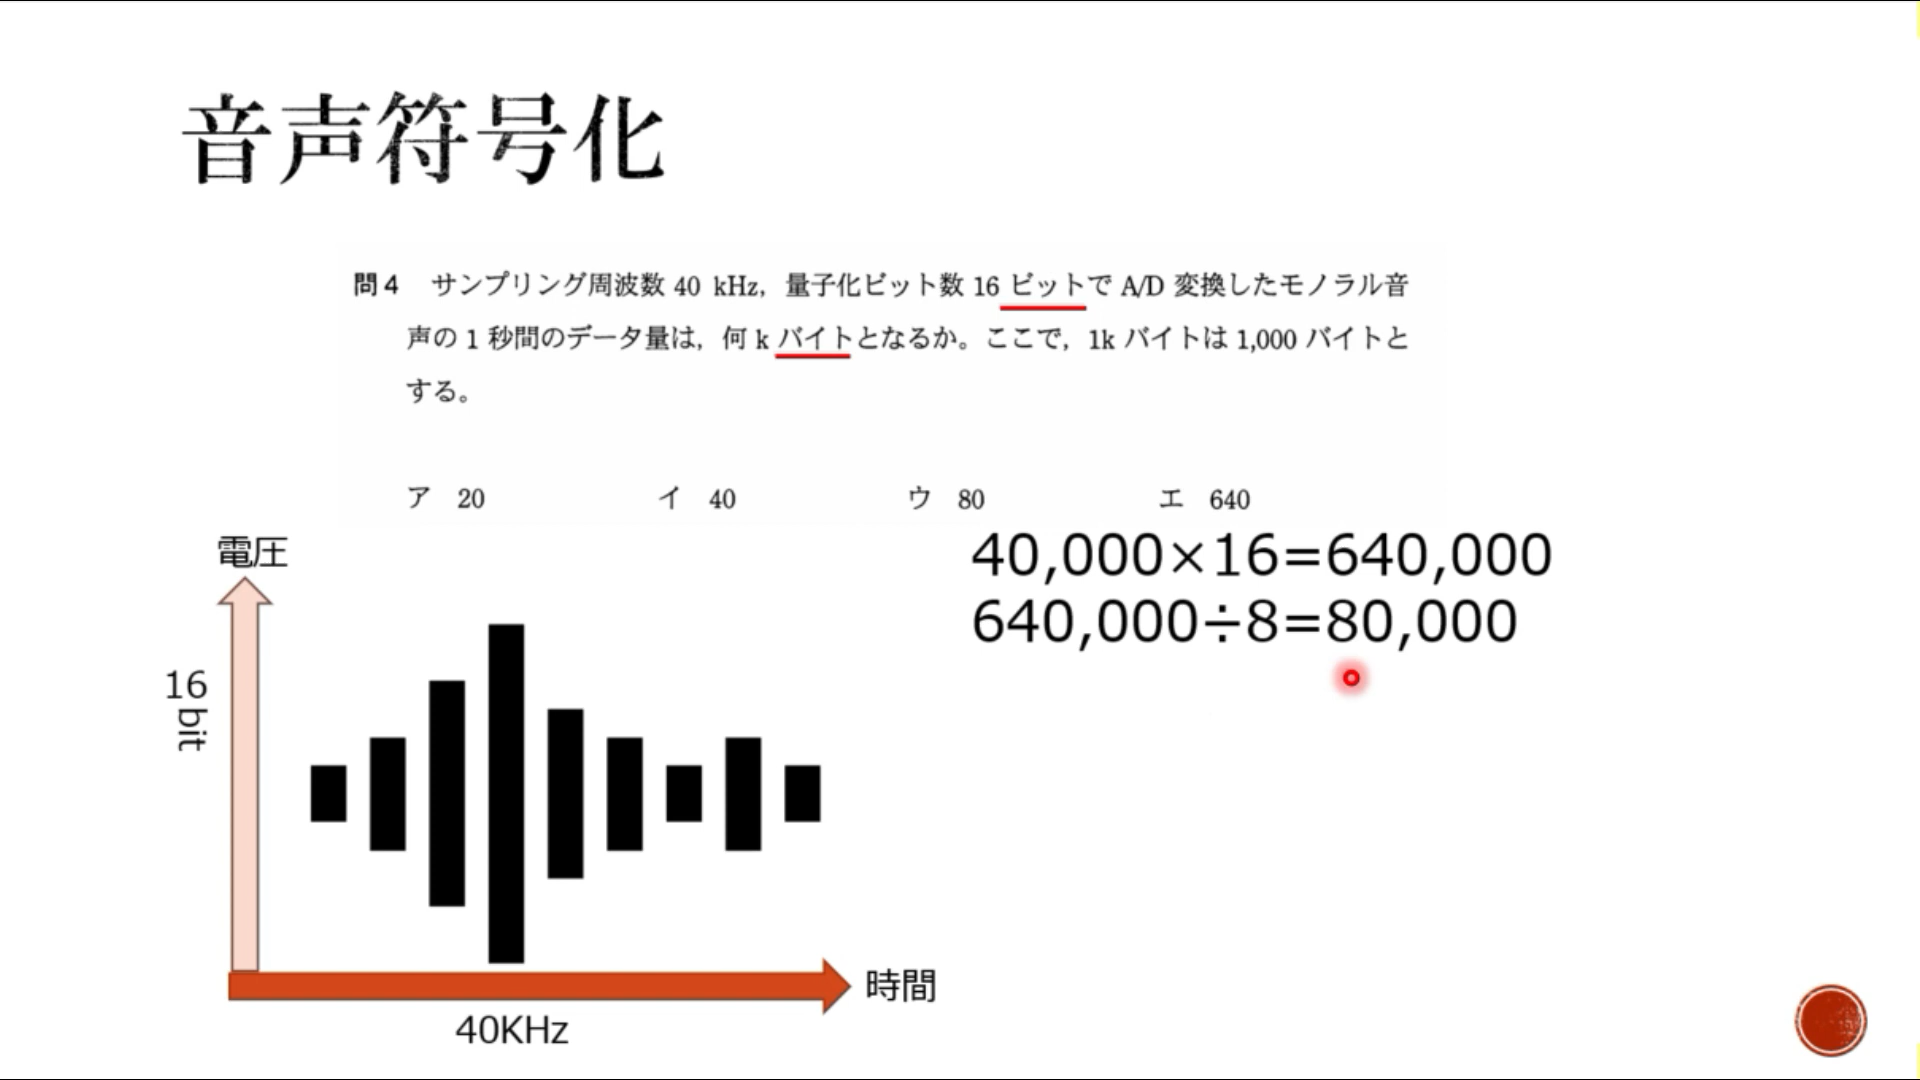 音声符号化
問4 サンプリング周波数 40 kHz，量子化ビット数 16 ビットで A/D 変換したモノラル音
声の 1 秒間のデータ量は，何 k バイトとなるか。ここで，1k バイトは 1,000 バイトと
する。
ア 20 イ 40 ウ 80 エ 640
40,000×16=640,000
640,000÷8=80,000
電圧
16
bit
時間
40KHz